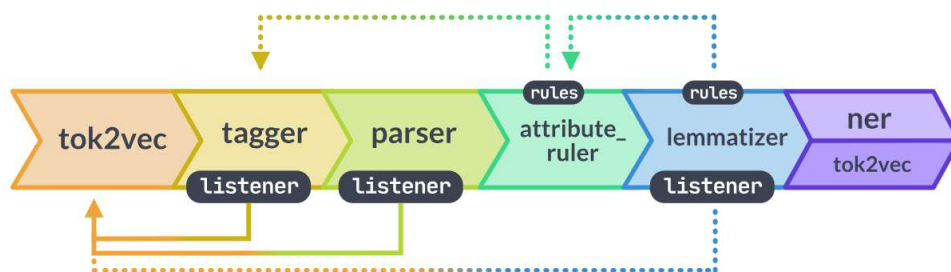 rules
rules
tok2vec
tagger
parser
attribute_
ruler
lemmatizer
ner
tok2vec
listener
listener
listener